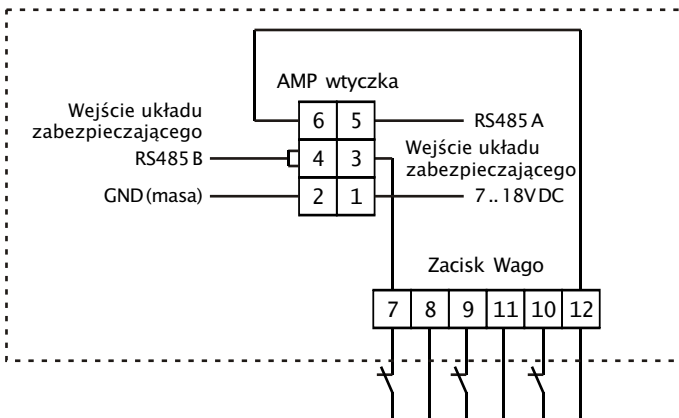 AMP wtyczka
Wejście układu
zabezpieczającego
6 5
RS485 A
RS485 B
4 3
Wejście układu
zabezpieczającego
GND (masa)
2 1
7 .. 18V DC
Zacisk Wago
7 8 9 11 10 12